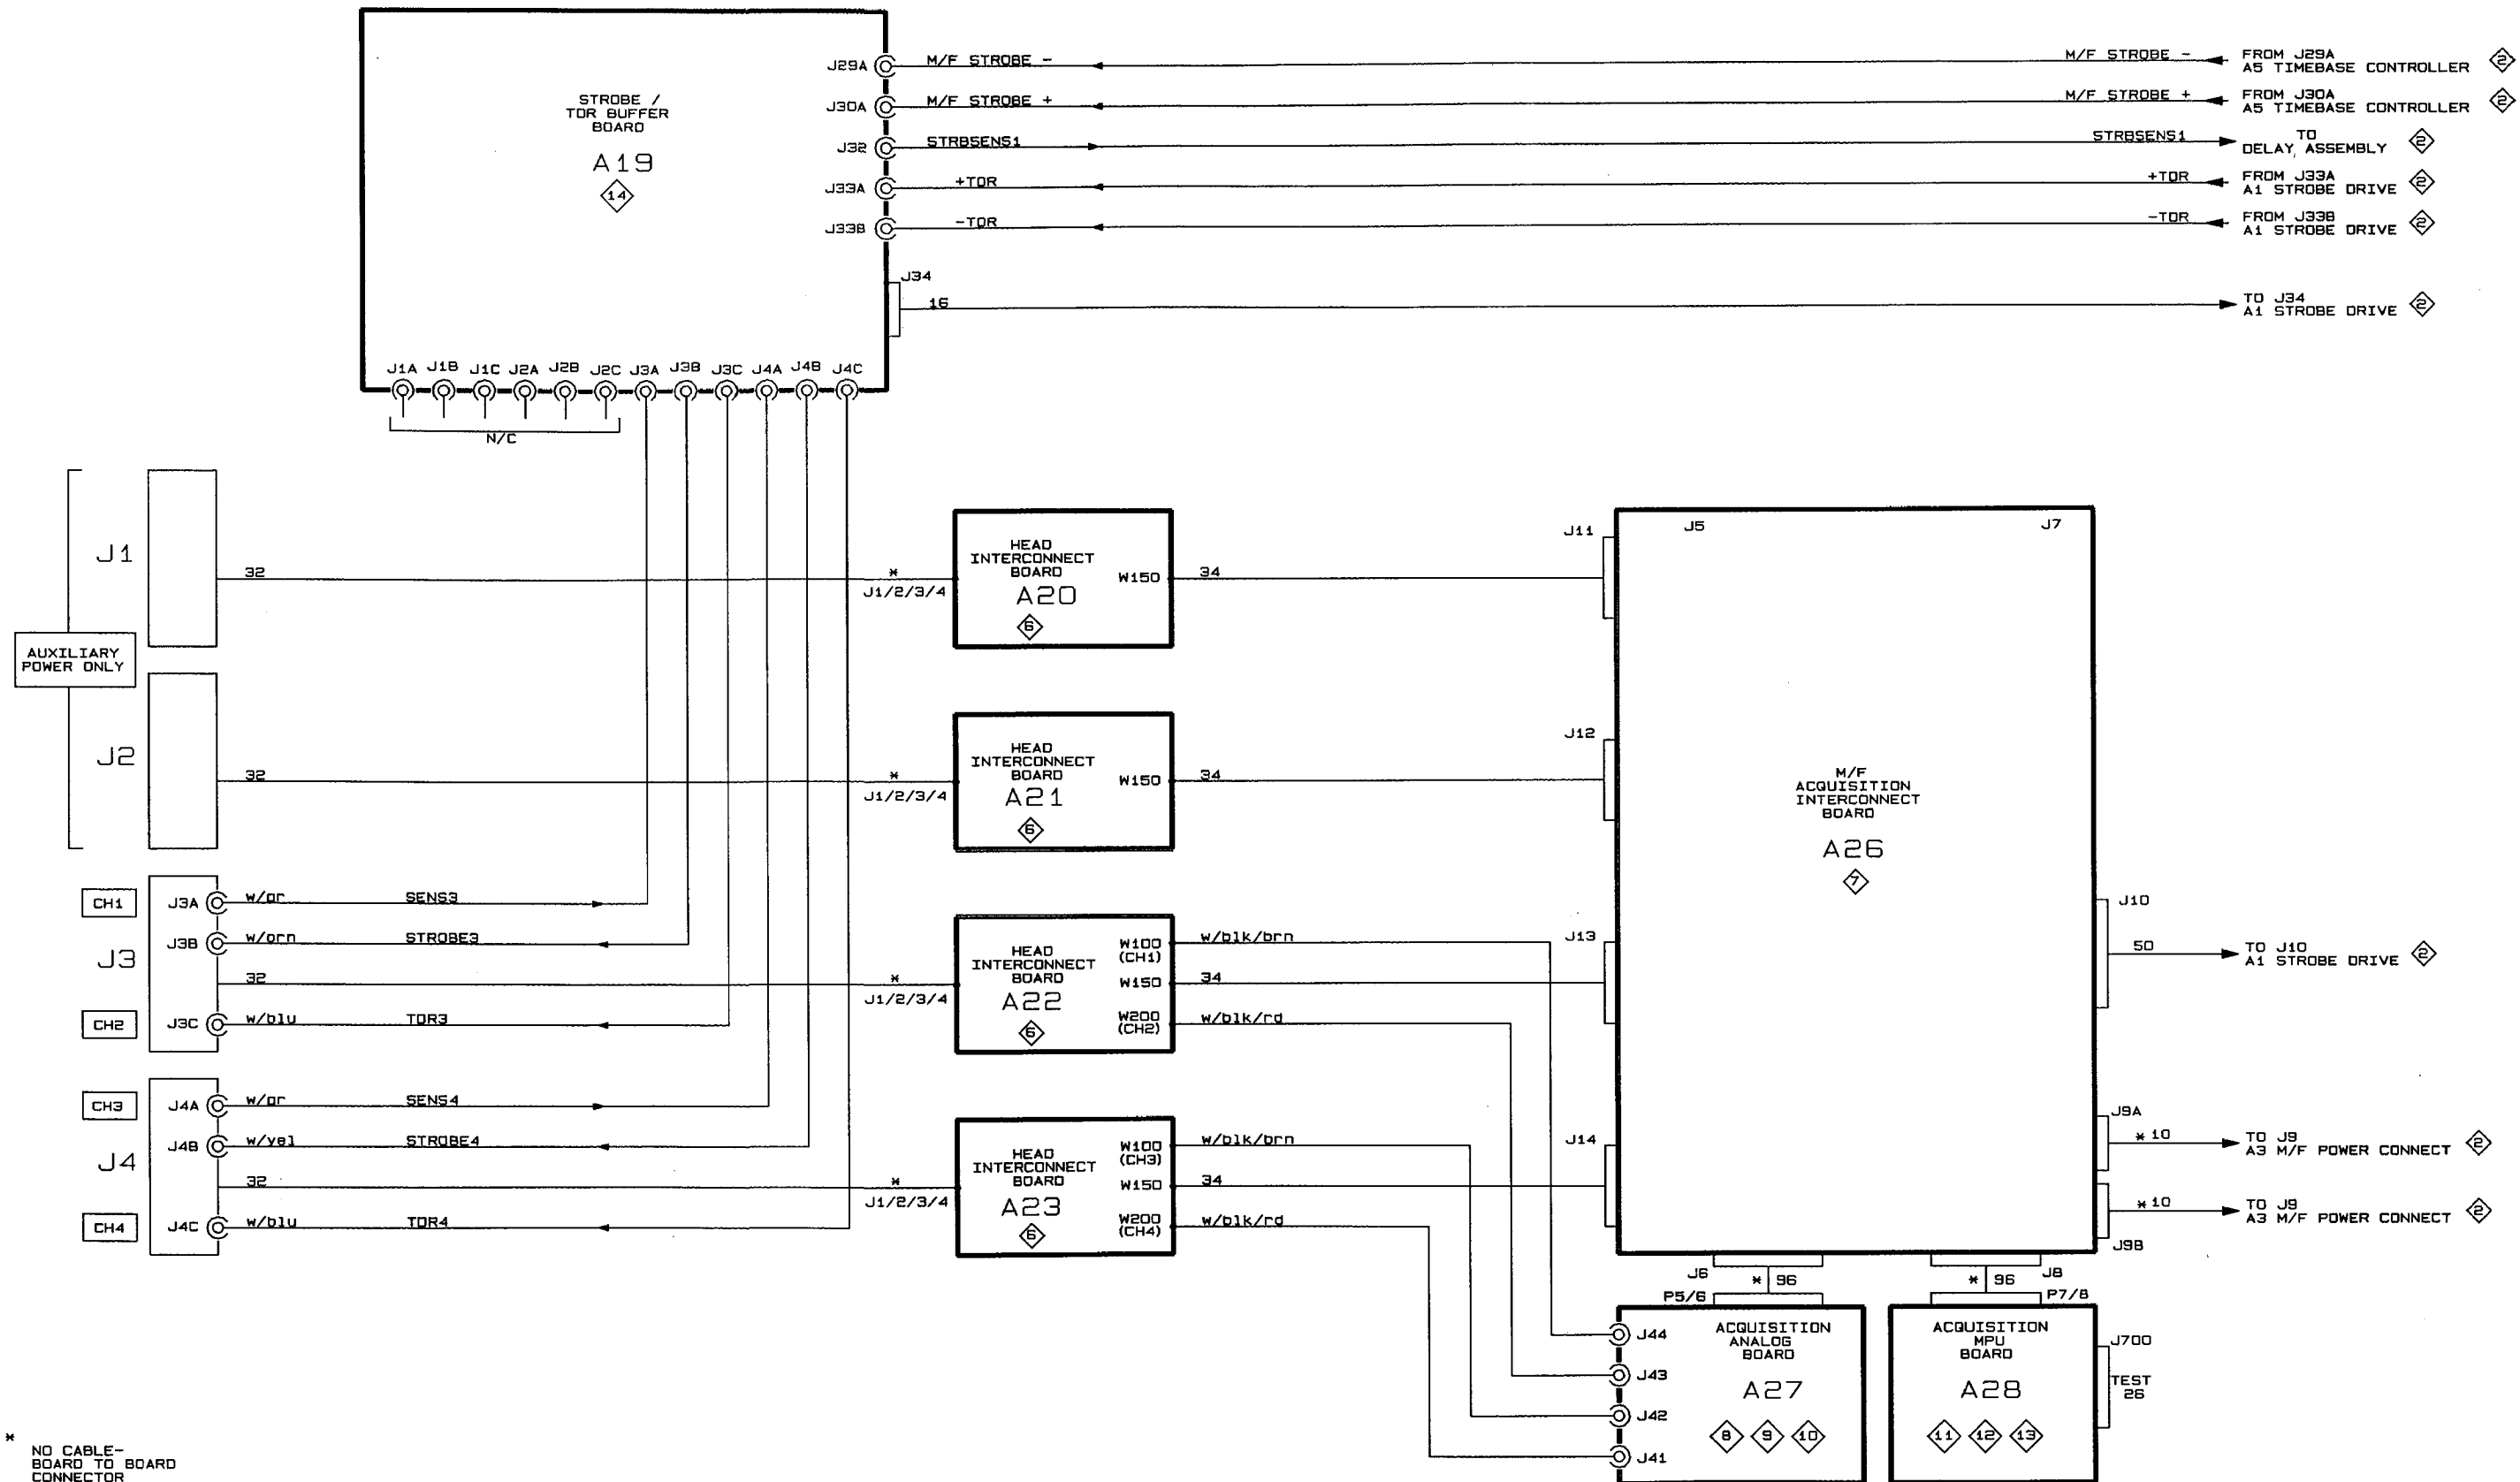 STROBE /
TDR BUFFER
BOARD
A19
14
J29A
M/F STROBE -
M/F STROBE -
FROM J29A
A5 TIMEBASE CONTROLLER
2
J30A
M/F STROBE +
M/F STROBE +
FROM J30A
A5 TIMEBASE CONTROLLER
2
J32
STRBSENS1
STRBSENS1
TO
DELAY ASSEMBLY
2
J33A
+TDR
+TDR
FROM J33A
A1 STROBE DRIVE
2
J33B
-TDR
-TDR
FROM J33B
A1 STROBE DRIVE
2
J34
16
TO J34
A1 STROBE DRIVE
2
J1A J1B J1C J2A J2B J2C J3A J3B J3C J4A J4B J4C
N/C
AUXILIARY
POWER ONLY
J1
32
*
J1/2/3/4
HEAD
INTERCONNECT
BOARD
A20
6
W150
34
J11
J2
32
*
J1/2/3/4
HEAD
INTERCONNECT
BOARD
A21
6
W150
34
J12
J5
J7
M/F
ACQUISITION
INTERCONNECT
BOARD
A26
7
CH1
J3
CH2
J3A
w/gr
SENS3
J3B
w/orn
STROBE3
32
*
J1/2/3/4
J3C
w/blu
TDR3
HEAD
INTERCONNECT
BOARD
A22
6
W100
(CH1)
w/blk/brn
W150
34
J13
W200
(CH2)
w/blk/rd
J10
50
TO J10
A1 STROBE DRIVE
2
CH3
J4
CH4
J4A
w/gr
SENS4
J4B
w/yel
STROBE4
32
*
J1/2/3/4
J4C
w/blu
TDR4
HEAD
INTERCONNECT
BOARD
A23
6
W100
(CH3)
w/blk/brn
W150
34
J14
W200
(CH4)
w/blk/rd
J9A
* 10
TO J9
A3 M/F POWER CONNECT
2
* 10
TO J9
A3 M/F POWER CONNECT
2
J9B
J6
* 96
P5/6
J8
* 96
P7/8
J44
J43
J42
J41
ACQUISITION
ANALOG
BOARD
A27
8 9 10
ACQUISITION
MPU
BOARD
A28
11 12 13
J700
TEST
26
*
NO CABLE-
BOARD TO BOARD
CONNECTOR